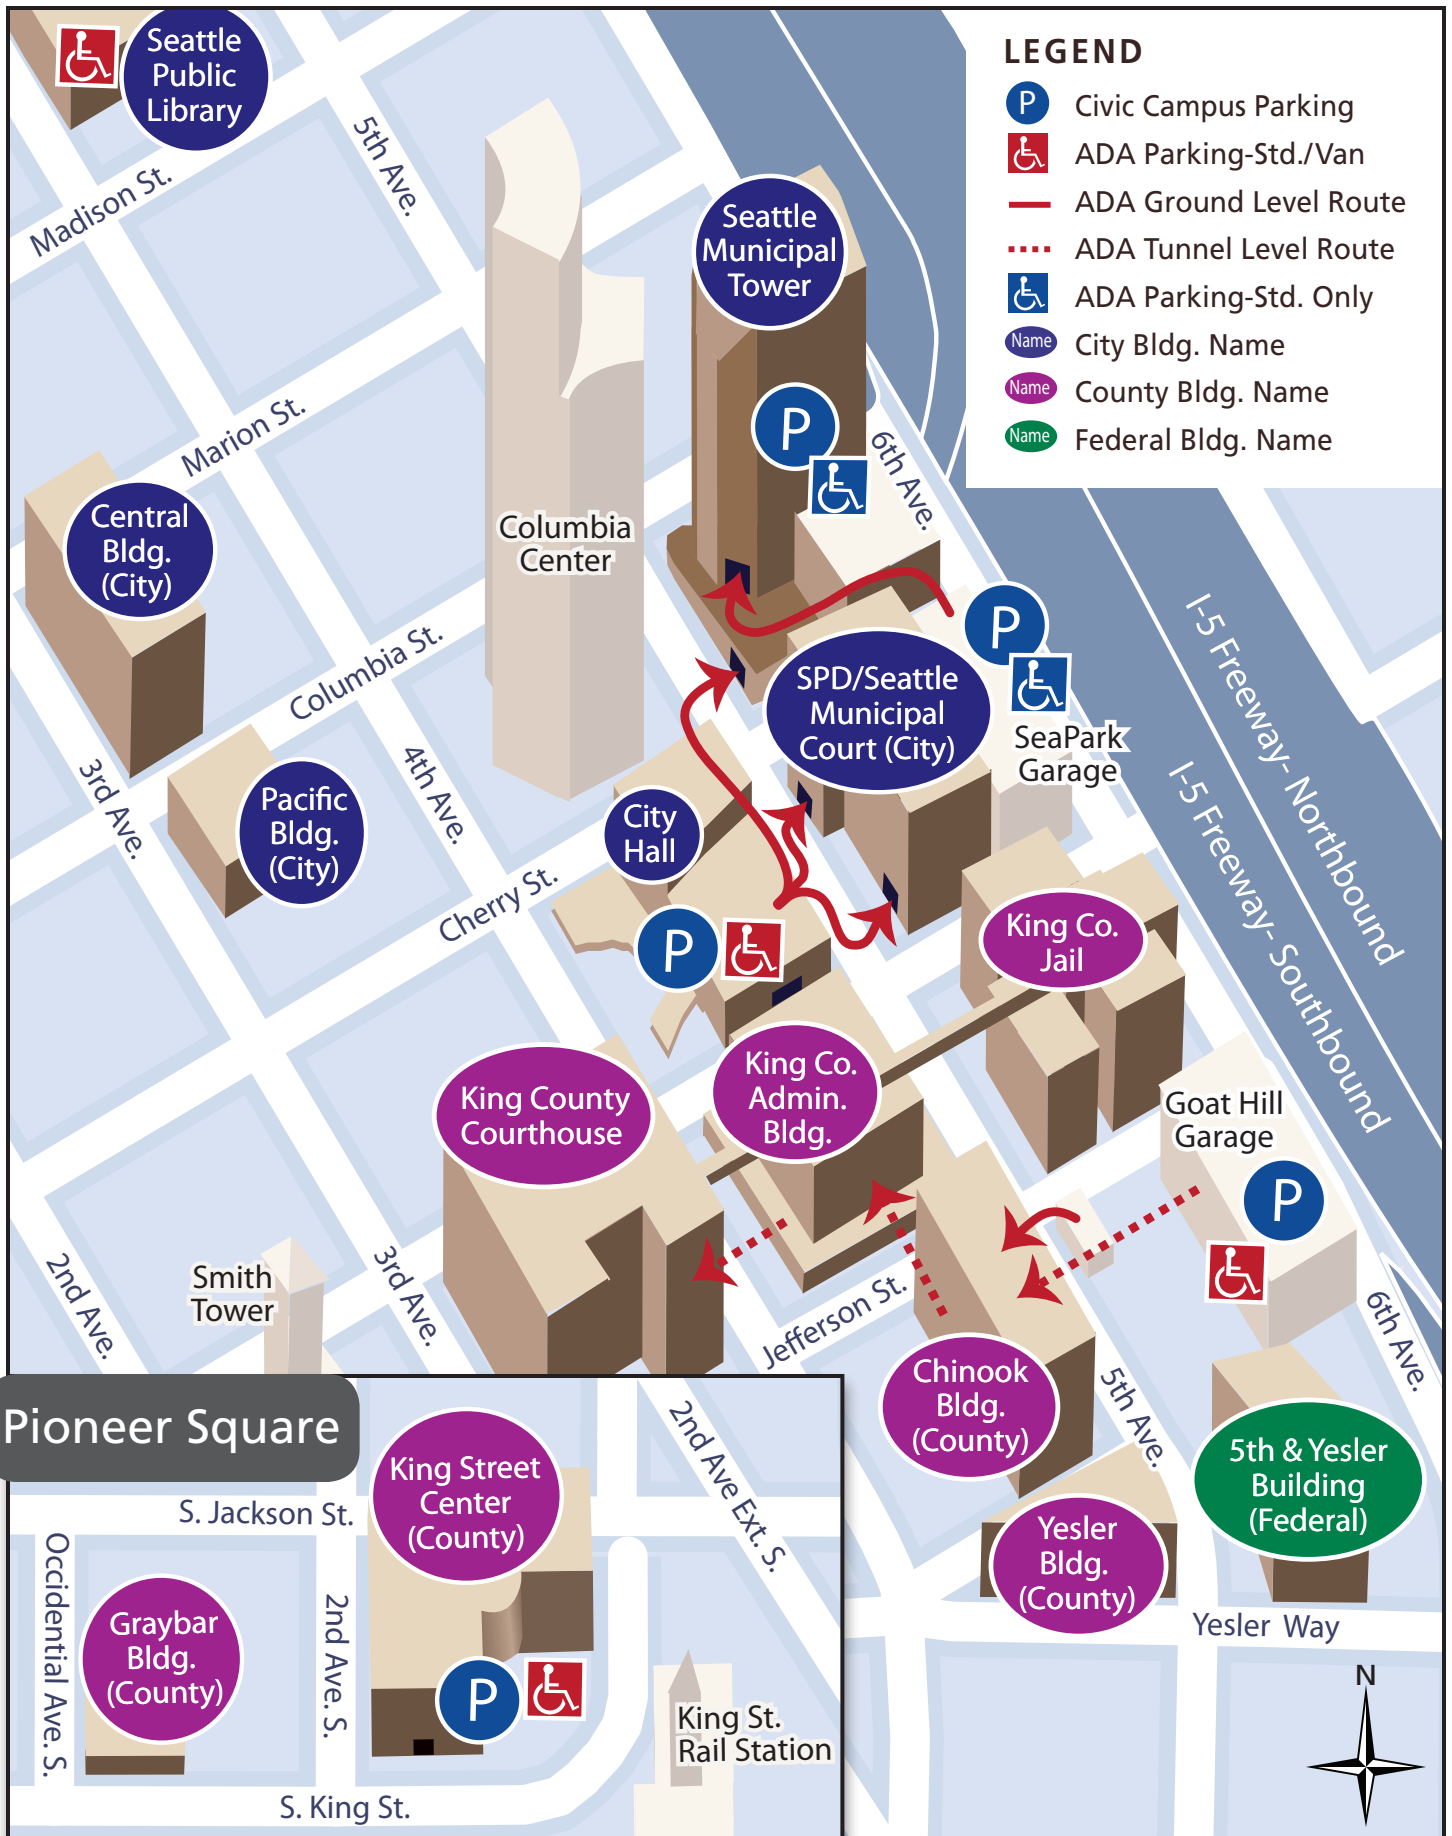 Seattle
Public
Library
LEGEND
P
Civic Campus Parking
ADA Parking-Std./Van
ADA Ground Level Route
ADA Tunnel Level Route
ADA Parking-Std. Only
Name
City Bldg. Name
Name
County Bldg. Name
Name
Federal Bldg. Name
5th Ave.
Madison St.
Seattle
Municipal
Tower
P
6th Ave.
Marion St.
Central
Bldg.
(City)
Columbia
Center
P
SPD/Seattle
Municipal
Court (City)
SeaPark
Garage
I-5 Freeway- Northbound
I-5 Freeway- Southbound
Columbia St.
3rd Ave.
4th Ave.
Pacific
Bldg.
(City)
City
Hall
Cherry St.
P
King Co.
Jail
King County
Courthouse
King Co.
Admin.
Bldg.
Goat Hill
Garage
P
2nd Ave.
Smith
Tower
3rd Ave.
Jefferson St.
6th Ave.
Chinook
Bldg.
(County)
5th Ave.
5th & Yesler
Building
(Federal)
Yesler
Bldg.
(County)
Yesler Way
N
Pioneer Square
King Street
Center
(County)
2nd Ave Ext. S.
S. Jackson St.
Occidential Ave. S.
Graybar
Bldg.
(County)
2nd Ave. S.
P
King St.
Rail Station
S. King St.